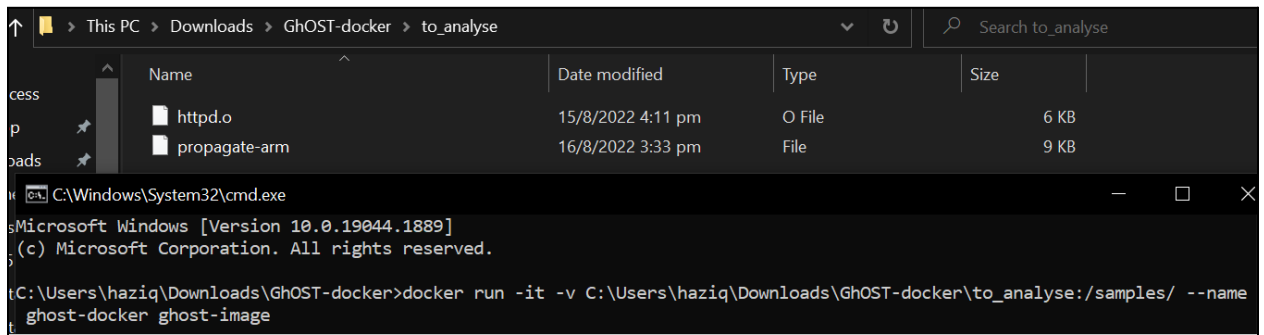 This PC > Downloads > GhOST-docker > to_analyse
Search to_analyse
Name Date modified Type Size
cess
p
httpd.o 15/8/2022 4:11 pm O File 6 KB
oads
propagate-arm 16/8/2022 3:33 pm File 9 KB
C:\Windows\System32\cmd.exe
Microsoft Windows [Version 10.0.19044.1889]
(c) Microsoft Corporation. All rights reserved.
C:\Users\haziq\Downloads\GhOST-docker>docker run -it -v C:\Users\haziq\Downloads\GhOST-docker\to_analyse:/samples/ --name
ghost-docker ghost-image